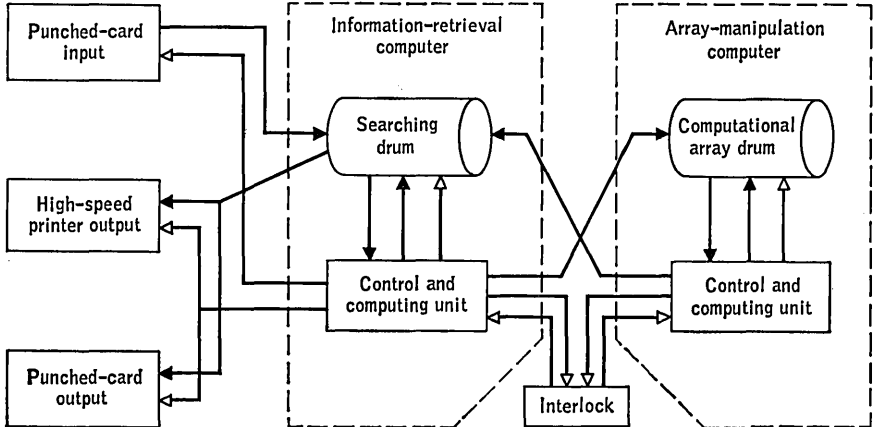 Punched-card
input
Information-retrieval
computer
Array-manipulation
computer
Searching
drum
Computational
array drum
High-speed
printer output
Control and
computing unit
Control and
computing unit
Punched-card
output
Interlock